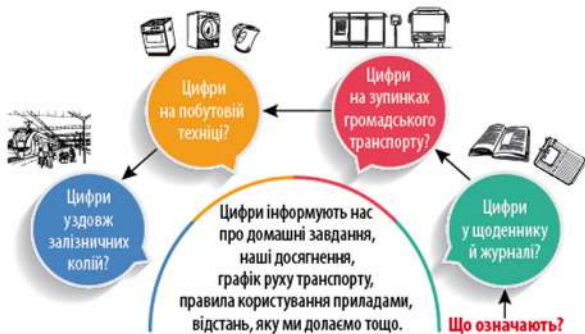 Цифри
на побутовій
техніці?
Цифри
на зупинках
громадського
транспорту?
Цифри
уздовж
залізничних
колій?
Цифри інформують нас
про домашні завдання,
наші досягнення,
графік руху транспорту,
правила користування приладами,
відстань, яку ми долаємо тощо.
Цифри
у щоденнику
й журналі?
Що означають?